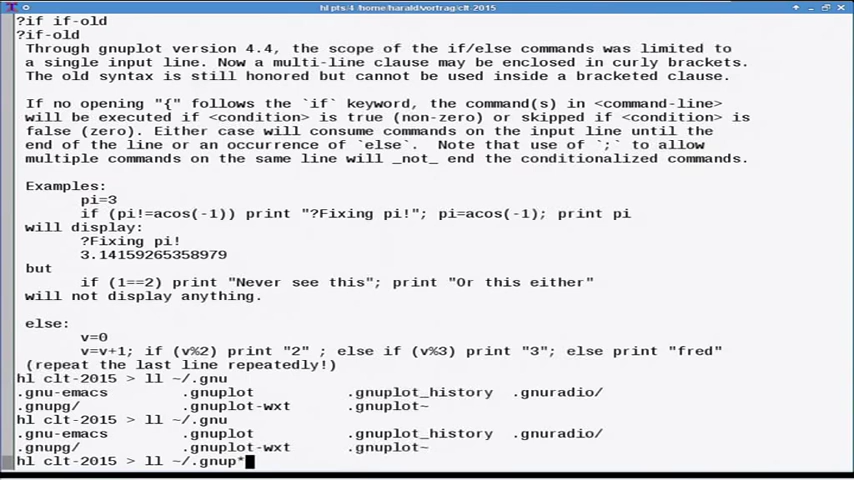 hl pts/4 /home/harald/vortrag/clt-2015
?if if-old
?if-old
Through gnuplot version 4.4, the scope of the if/else commands was limited to
a single input line. Now a multi-line clause may be enclosed in curly brackets.
The old syntax is still honored but cannot be used inside a bracketed clause.
If no opening "{" follows the `if` keyword, the command(s) in <command-line>
will be executed if <condition> is true (non-zero) or skipped if <condition> is
false (zero). Either case will consume commands on the input line until the
end of the line or an occurrence of `else`.  Note that use of `;` to allow
multiple commands on the same line will _not_ end the conditionalized commands.
Examples:
pi=3
if (pi!=acos(-1)) print "?Fixing pi!"; pi=acos(-1); print pi
will display:
?Fixing pi!
3.14159265358979
but
if (1==2) print "Never see this"; print "Or this either"
will not display anything.
else:
v=0
v=v+1; if (v%2) print "2" ; else if (v%3) print "3"; else print "fred"
(repeat the last line repeatedly!)
hl clt-2015 > ll ~/.gnu
.gnu-emacs .gnuplot .gnuplot_history .gnuradio/
.gnupg/ .gnuplot-wxt .gnuplot~
hl clt-2015 > ll ~/.gnu
.gnu-emacs .gnuplot .gnuplot_history .gnuradio/
.gnupg/ .gnuplot-wxt .gnuplot~
hl clt-2015 > ll ~/.gnup*